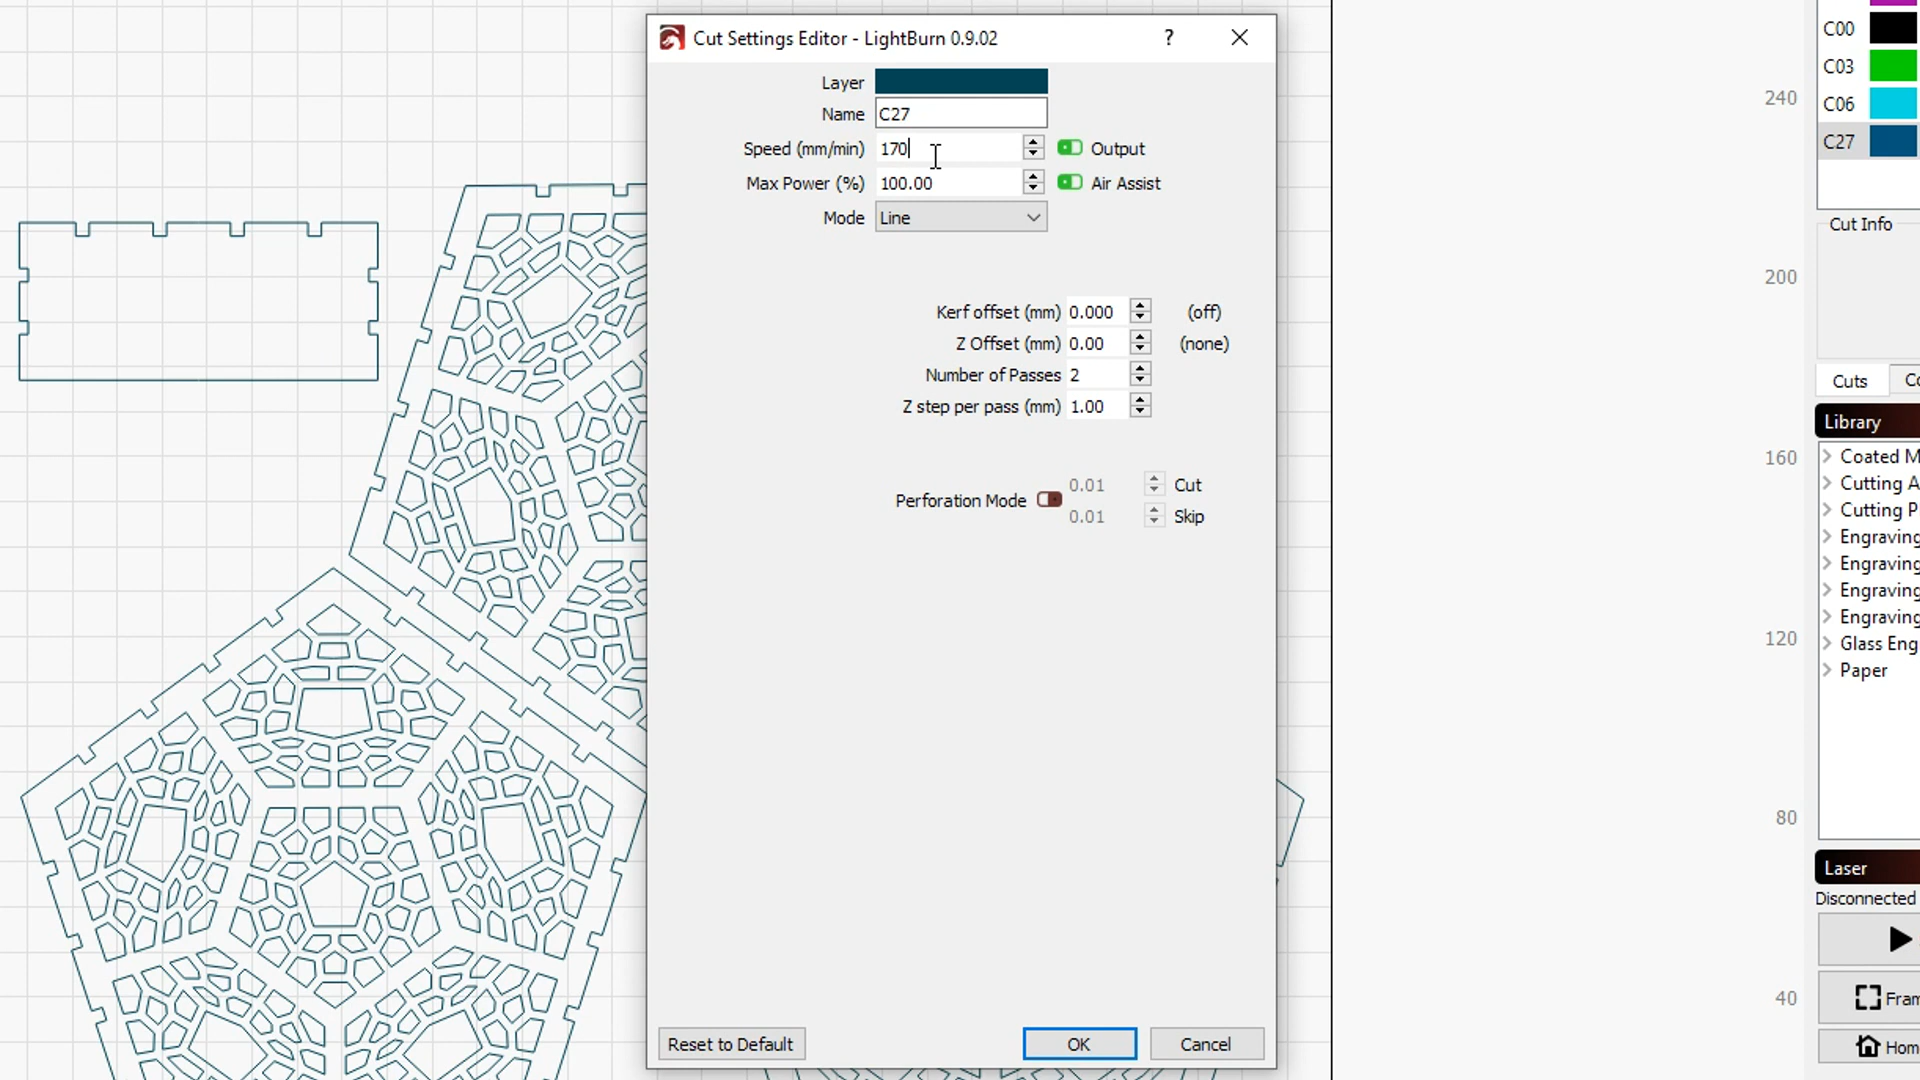 Cut Settings Editor - LightBurn 0.9.02
?
Layer
Name C27
Speed (mm/min) 170 Output
Max Power (%) 100.00 Air Assist
Mode Line
Kerf offset (mm) 0.000 (off)
Z Offset (mm) 0.00 (none)
Number of Passes 2
Z step per pass (mm) 1.00
Perforation Mode 0.01 Cut
0.01 Skip
Reset to Default OK Cancel
240
200
160
120
80
40
C00
C03
C06
C27
Cut Info
Cuts
Library
Coated M
Cutting A
Cutting P
Engraving
Engraving
Engraving
Engraving
Glass Eng
Paper
Laser
Disconnected
Fram
Hom